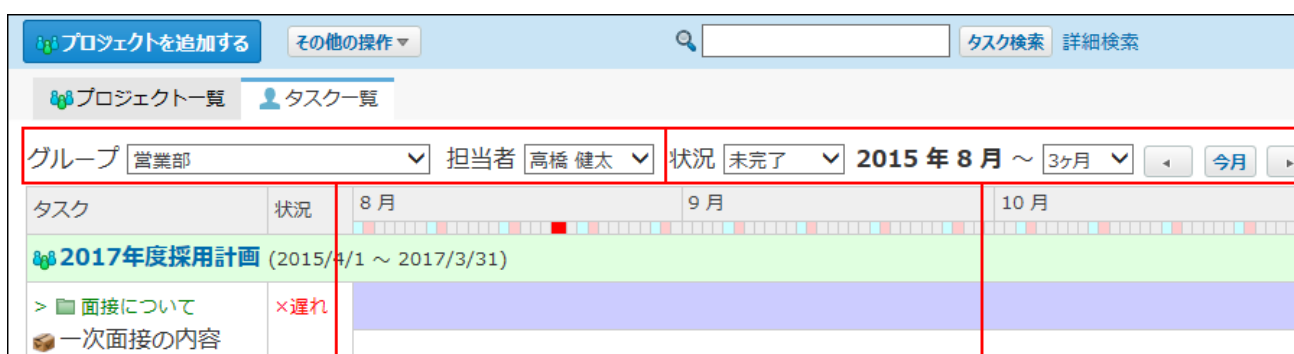 プロジェクトを追加する その他の操作▼ タスク検索 詳細検索
プロジェクト一覧 タスク一覧
グループ 営業部 担当者 高橋 健太 状況 未完了 2015 年 8 月 ～ 3ヶ月 今月
タスク 状況 8 月 9 月 10 月
2017年度採用計画 (2015/4/1 ～ 2017/3/31)
> 面接について ×遅れ
一次面接の内容